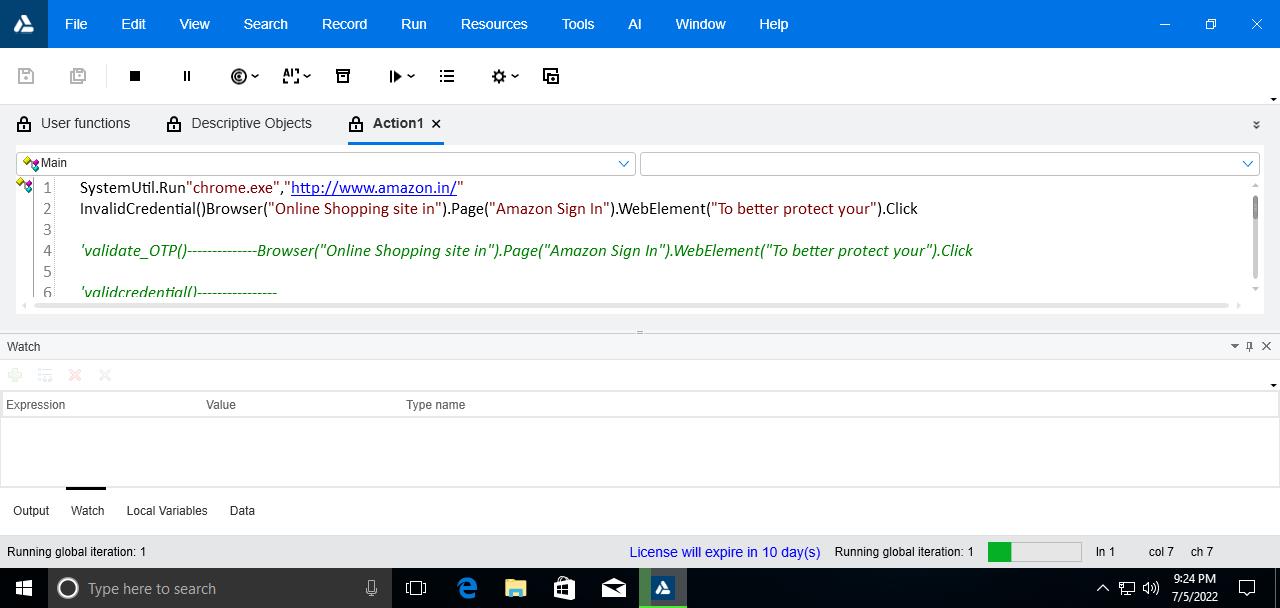 File Edit View Search Record Run Resources Tools AI Window Help
AI
User functions Descriptive Objects Action1
Main
1 SystemUtil.Run"chrome.exe","http://www.amazon.in/"
2 InvalidCredential()Browser("Online Shopping site in").Page("Amazon Sign In").WebElement("To better protect your").Click
3
4 'validate_OTP()--------------Browser("Online Shopping site in").Page("Amazon Sign In").WebElement("To better protect your").Click
5
6 'validcredential()----------------
Watch
Expression Value Type name
Output Watch Local Variables Data
Running global iteration: 1 License will expire in 10 day(s) Running global iteration: 1 ln 1 col 7 ch 7
Type here to search
9:24 PM
7/5/2022